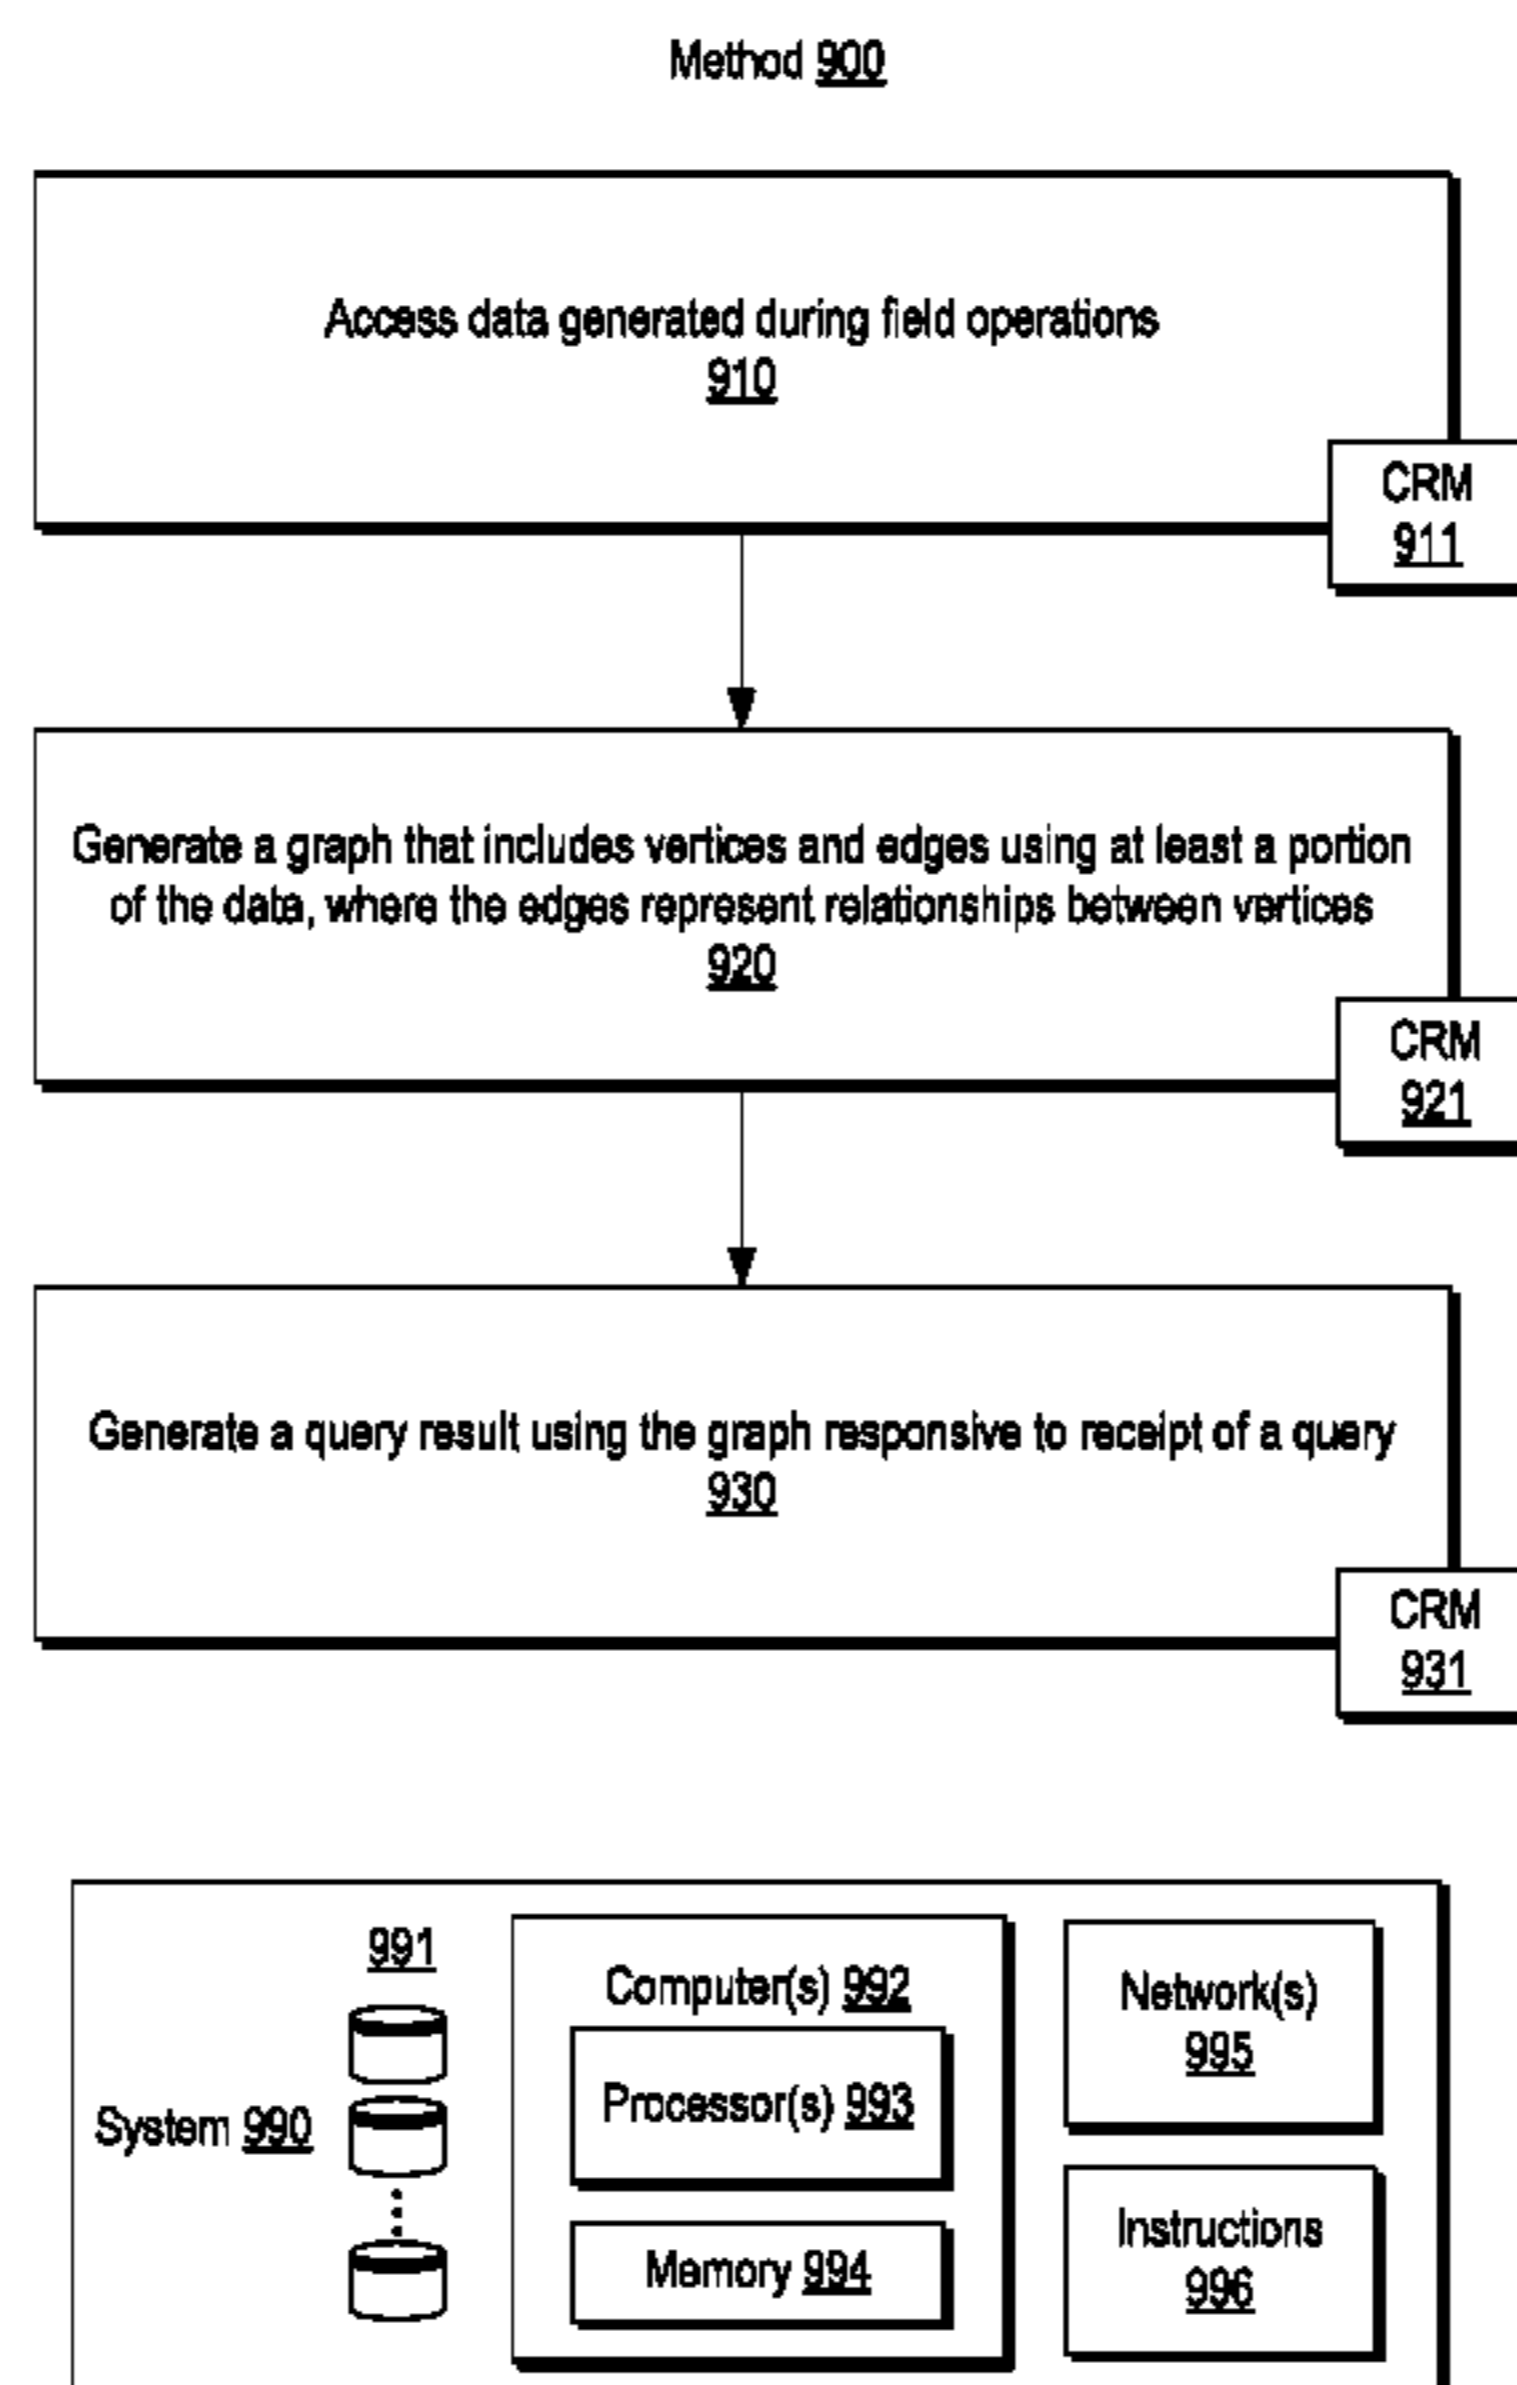 Method 900
Access data generated during field operations
910
CRM
911
Generate a graph that includes vertices and edges using at least a portion
of the data, where the edges represent relationships between vertices
920
CRM
921
Generate a query result using the graph responsive to receipt of a query
930
CRM
931
System 990
991
Computer(s) 992
Processor(s) 993
Memory 994
Network(s)
995
Instructions
996